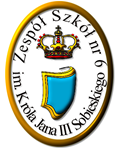 Zespół Szkół nr 6
im. Króla Jana III Sobieskiego